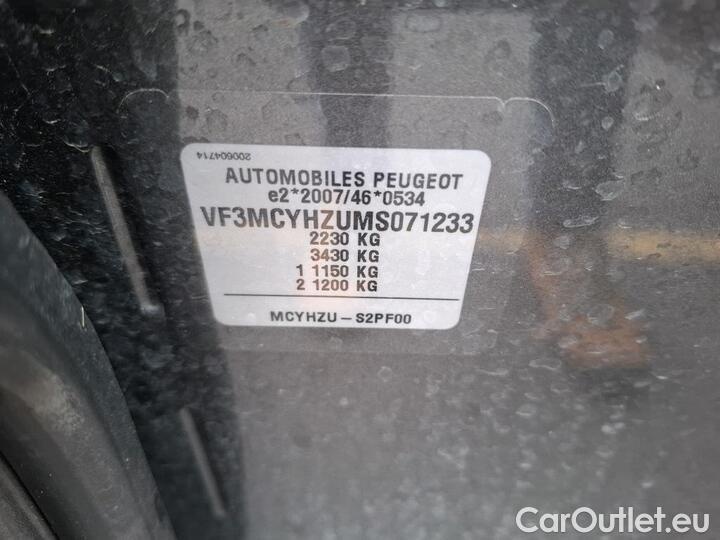 200604714
AUTOMOBILES PEUGEOT
e2*2007/46*0534
VF3MCYHZUMS071233
2230 KG
3430 KG
1 1150 KG
2 1200 KG
MCYHZU – S2PF00
CarOutlet.eu